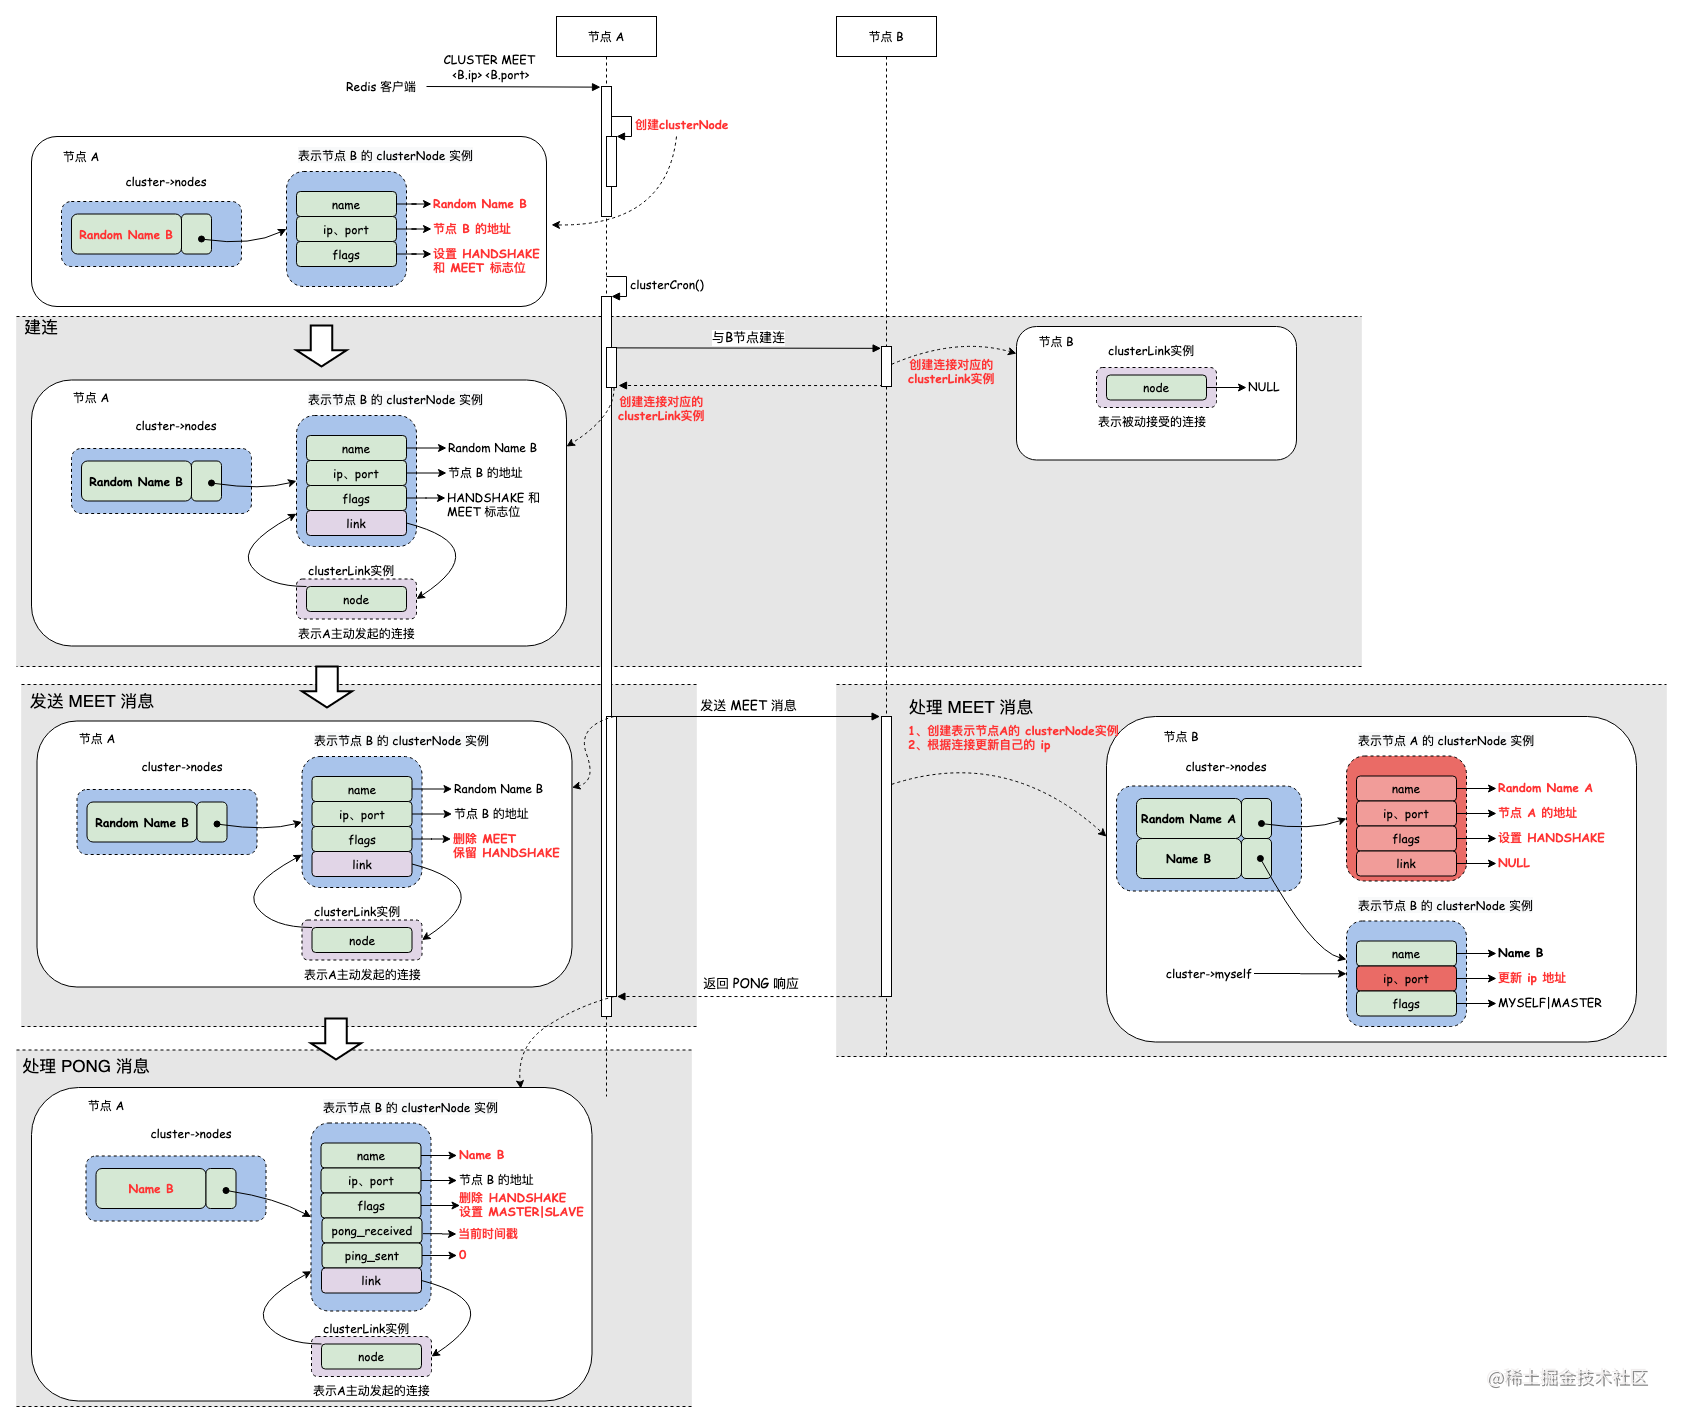 节点 A
节点 B
CLUSTER MEET
<B.ip> <B.port>
Redis 客户端
创建clusterNode
节点 A
表示节点 B 的 clusterNode 实例
cluster->nodes
Random Name B
name
Random Name B
ip、port
节点 B 的地址
flags
设置 HANDSHAKE
和 MEET 标志位
clusterCron()
建连
与B节点建连
创建连接对应的
clusterLink实例
节点 B
clusterLink实例
node
NULL
表示被动接受的连接
创建连接对应的
clusterLink实例
节点 A
表示节点 B 的 clusterNode 实例
cluster->nodes
Random Name B
name
Random Name B
ip、port
节点 B 的地址
flags
HANDSHAKE 和
MEET 标志位
link
clusterLink实例
node
表示A主动发起的连接
发送 MEET 消息
节点 A
表示节点 B 的 clusterNode 实例
cluster->nodes
Random Name B
name
Random Name B
ip、port
节点 B 的地址
flags
删除 MEET
保留 HANDSHAKE
link
clusterLink实例
node
表示A主动发起的连接
发送 MEET 消息
处理 MEET 消息
1、创建表示节点A的 clusterNode实例
2、根据连接更新自己的 ip
节点 B
表示节点 A 的 clusterNode 实例
cluster->nodes
Random Name A
Name B
name
Random Name A
ip、port
节点 A 的地址
flags
设置 HANDSHAKE
link
NULL
表示节点 B 的 clusterNode 实例
cluster->myself
name
Name B
ip、port
更新 ip 地址
flags
MYSELF|MASTER
返回 PONG 响应
处理 PONG 消息
节点 A
表示节点 B 的 clusterNode 实例
cluster->nodes
Name B
name
Name B
ip、port
节点 B 的地址
flags
删除 HANDSHAKE
设置 MASTER|SLAVE
pong_received
当前时间戳
ping_sent
0
link
clusterLink实例
node
表示A主动发起的连接
@稀土掘金技术社区